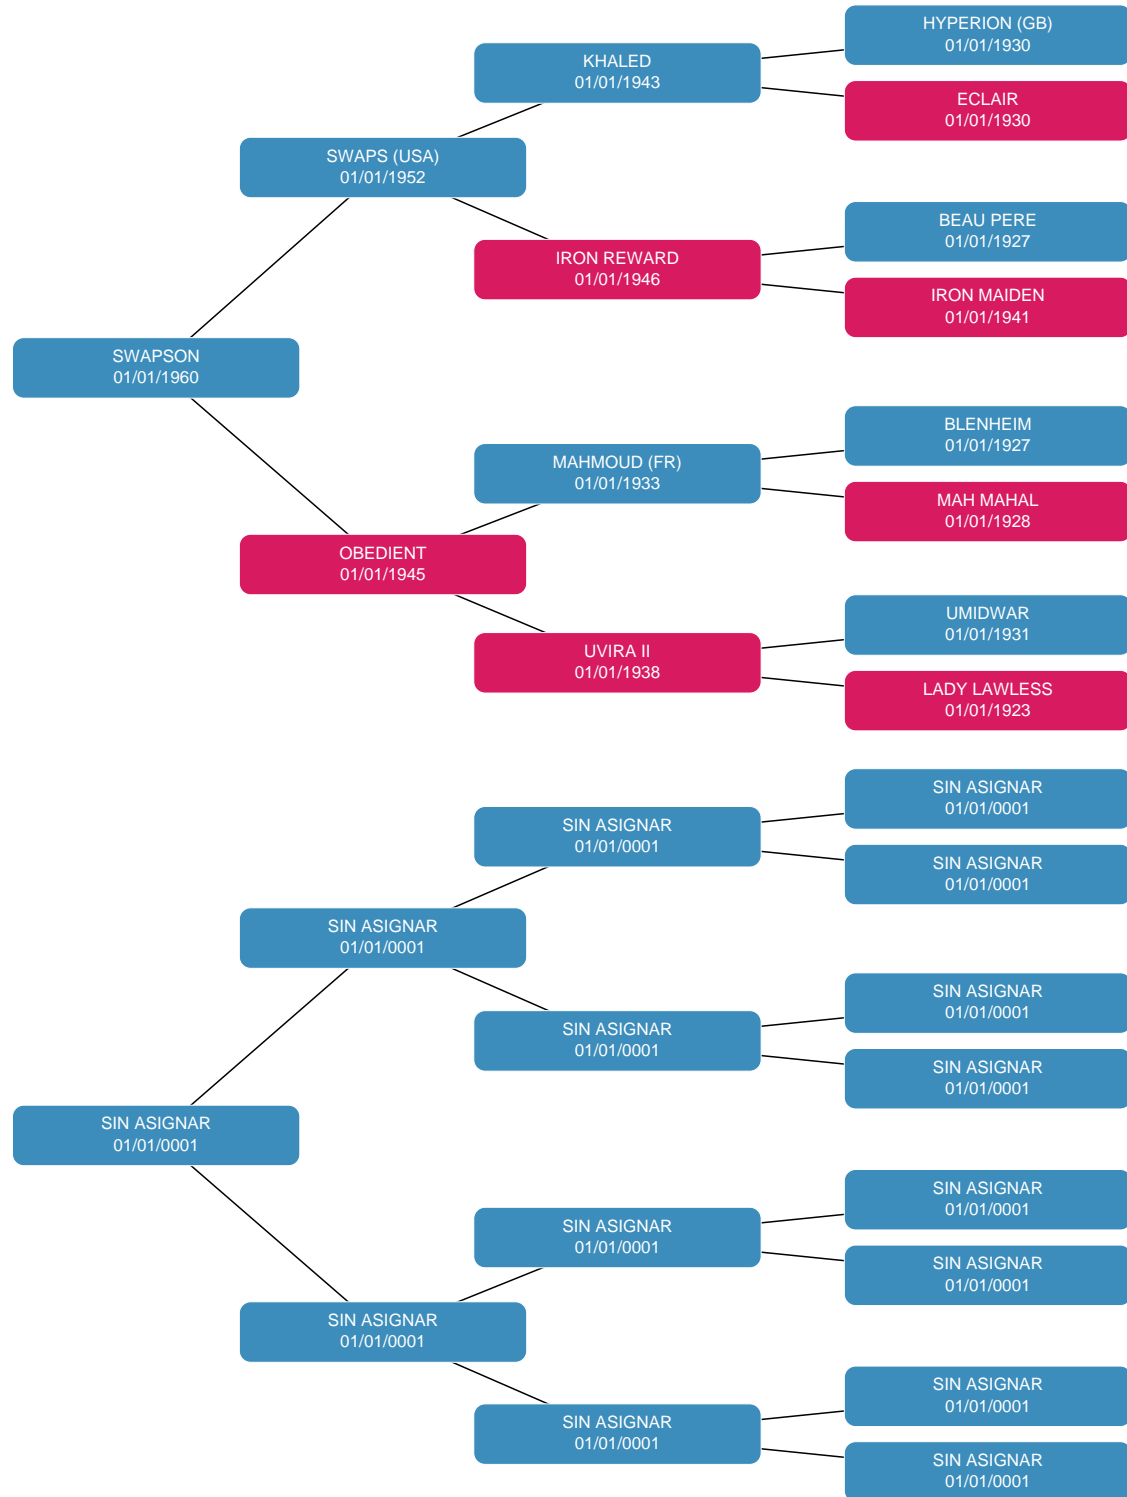 HYPERION (GB)
01/01/1930
KHALED
01/01/1943
ECLAIR
01/01/1930
SWAPS (USA)
01/01/1952
BEAU PERE
01/01/1927
IRON REWARD
01/01/1946
IRON MAIDEN
01/01/1941
SWAPSON
01/01/1960
BLENHEIM
01/01/1927
MAHMOUD (FR)
01/01/1933
MAH MAHAL
01/01/1928
OBEDIENT
01/01/1945
UMIDWAR
01/01/1931
UVIRA II
01/01/1938
LADY LAWLESS
01/01/1923
SIN ASIGNAR
01/01/0001
SIN ASIGNAR
01/01/0001
SIN ASIGNAR
01/01/0001
SIN ASIGNAR
01/01/0001
SIN ASIGNAR
01/01/0001
SIN ASIGNAR
01/01/0001
SIN ASIGNAR
01/01/0001
SIN ASIGNAR
01/01/0001
SIN ASIGNAR
01/01/0001
SIN ASIGNAR
01/01/0001
SIN ASIGNAR
01/01/0001
SIN ASIGNAR
01/01/0001
SIN ASIGNAR
01/01/0001
SIN ASIGNAR
01/01/0001
SIN ASIGNAR
01/01/0001